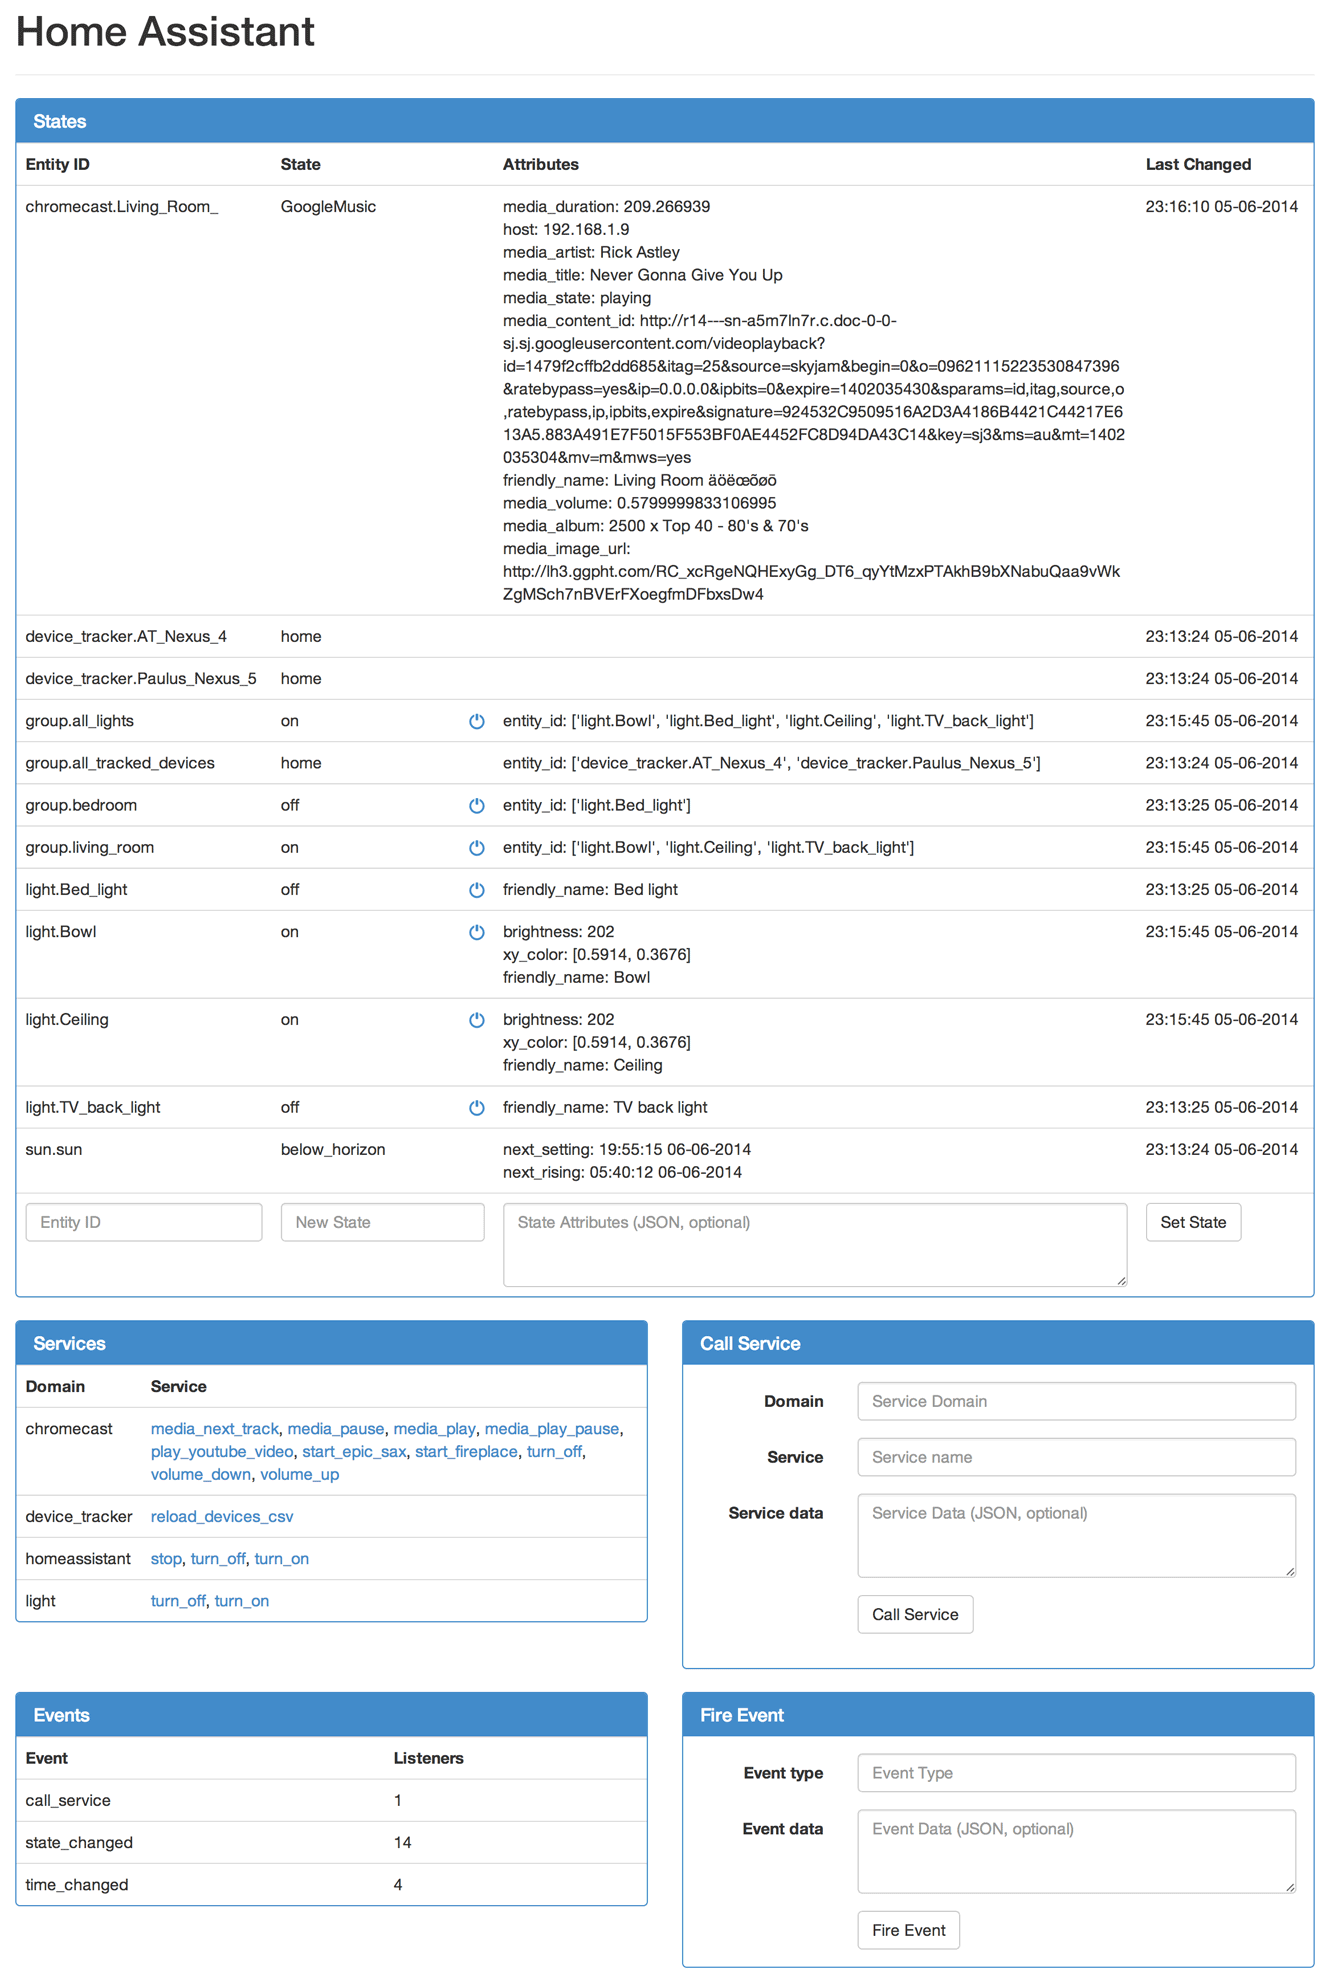 Home Assistant
States
Entity ID State Attributes Last Changed
chromecast.Living_Room_ GoogleMusic media_duration: 209.266939 23:16:10 05-06-2014
host: 192.168.1.9
media_artist: Rick Astley
media_title: Never Gonna Give You Up
media_state: playing
media_content_id: http://r14---sn-a5m7ln7r.c.doc-0-0-
sj.sj.googleusercontent.com/videoplayback?
id=1479f2cffb2dd685&itag=25&source=skyjam&begin=0&o=09621115223530847396
&ratebypass=yes&ip=0.0.0.0&ipbits=0&expire=1402035430&sparams=id,itag,source,o
,ratebypass,ip,ipbits,expire&signature=924532C9509516A2D3A4186B4421C44217E6
13A5.883A491E7F5015F553BF0AE4452FC8D94DA43C14&key=sj3&ms=au&mt=1402
035304&mv=m&mws=yes
friendly_name: Living Room äöëœõøō
media_volume: 0.5799999833106995
media_album: 2500 x Top 40 - 80's & 70's
media_image_url:
http://lh3.ggpht.com/RC_xcRgeNQHExyGg_DT6_qyYtMzxPTAkhB9bXNabuQaa9vWk
ZgMSch7nBVErFXoegfmDFbxsDw4
device_tracker.AT_Nexus_4 home 23:13:24 05-06-2014
device_tracker.Paulus_Nexus_5 home 23:13:24 05-06-2014
group.all_lights on entity_id: ['light.Bowl', 'light.Bed_light', 'light.Ceiling', 'light.TV_back_light'] 23:15:45 05-06-2014
group.all_tracked_devices home entity_id: ['device_tracker.AT_Nexus_4', 'device_tracker.Paulus_Nexus_5'] 23:13:24 05-06-2014
group.bedroom off entity_id: ['light.Bed_light'] 23:13:25 05-06-2014
group.living_room on entity_id: ['light.Bowl', 'light.Ceiling', 'light.TV_back_light'] 23:15:45 05-06-2014
light.Bed_light off friendly_name: Bed light 23:13:25 05-06-2014
light.Bowl on brightness: 202 23:15:45 05-06-2014
xy_color: [0.5914, 0.3676]
friendly_name: Bowl
light.Ceiling on brightness: 202 23:15:45 05-06-2014
xy_color: [0.5914, 0.3676]
friendly_name: Ceiling
light.TV_back_light off friendly_name: TV back light 23:13:25 05-06-2014
sun.sun below_horizon next_setting: 19:55:15 06-06-2014 23:13:24 05-06-2014
next_rising: 05:40:12 06-06-2014
Entity ID New State State Attributes (JSON, optional) Set State
Services
Domain Service
chromecast media_next_track, media_pause, media_play, media_play_pause,
play_youtube_video, start_epic_sax, start_fireplace, turn_off,
volume_down, volume_up
device_tracker reload_devices_csv
homeassistant stop, turn_off, turn_on
light turn_off, turn_on
Call Service
Domain Service Domain
Service Service name
Service data Service Data (JSON, optional)
Call Service
Events
Event Listeners
call_service 1
state_changed 14
time_changed 4
Fire Event
Event type Event Type
Event data Event Data (JSON, optional)
Fire Event